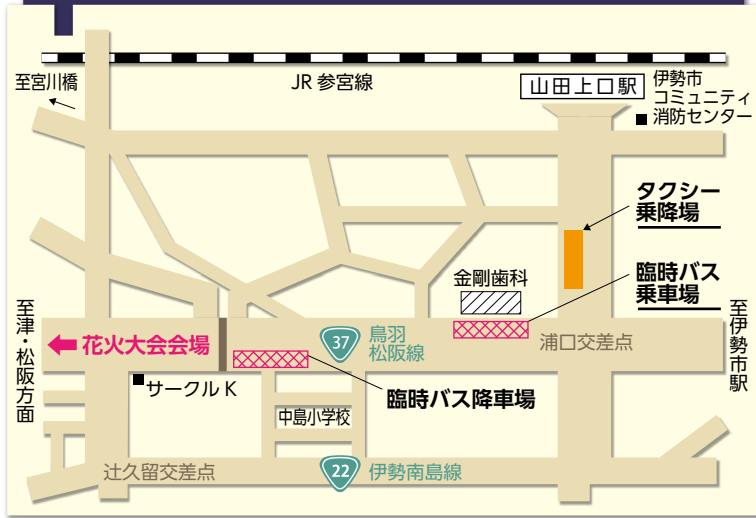 至宮川橋
JR 参宮線
山田上口駅
伊勢市
コミュニティ
消防センター
タクシー
乗降場
金剛歯科
臨時バス
乗車場
至津・松阪方面
花火大会会場
37
鳥羽
松阪線
浦口交差点
至伊勢市駅
サークル K
臨時バス降車場
中島小学校
辻久留交差点
22
伊勢南島線